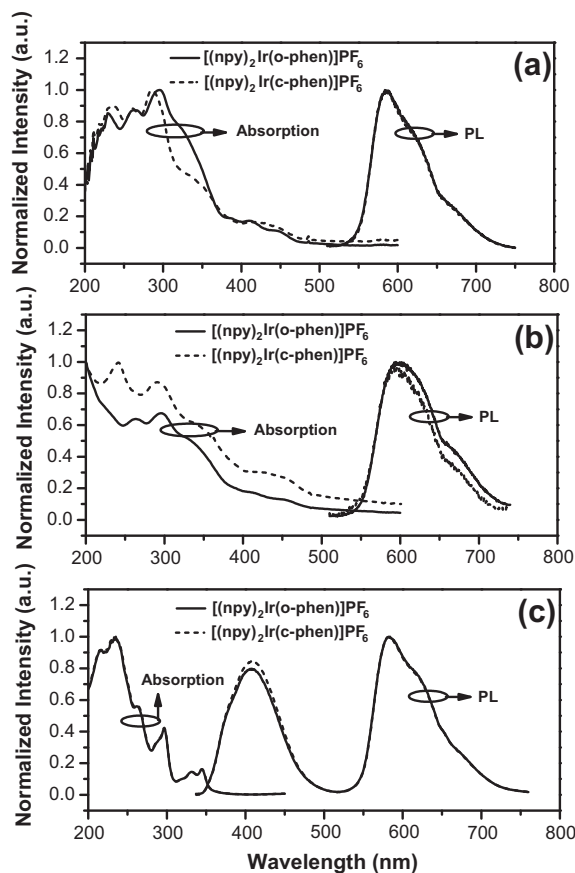 Normalized Intensity (a.u.)
1.2
1.0
0.8
0.6
0.4
0.2
0.0
[(npy)₂Ir(o-phen)]PF₆
[(npy)₂Ir(c-phen)]PF₆
(a)
Absorption
PL
200 300 400 500 600 700 800
Normalized Intensity (a.u.)
1.2
1.0
0.8
0.6
0.4
0.2
0.0
[(npy)₂Ir(o-phen)]PF₆
[(npy)₂Ir(c-phen)]PF₆
(b)
Absorption
PL
200 300 400 500 600 700 800
Normalized Intensity (a.u.)
1.2
1.0
0.8
0.6
0.4
0.2
0.0
[(npy)₂Ir(o-phen)]PF₆
[(npy)₂Ir(c-phen)]PF₆
(c)
Absorption
PL
200 300 400 500 600 700 800
Wavelength (nm)